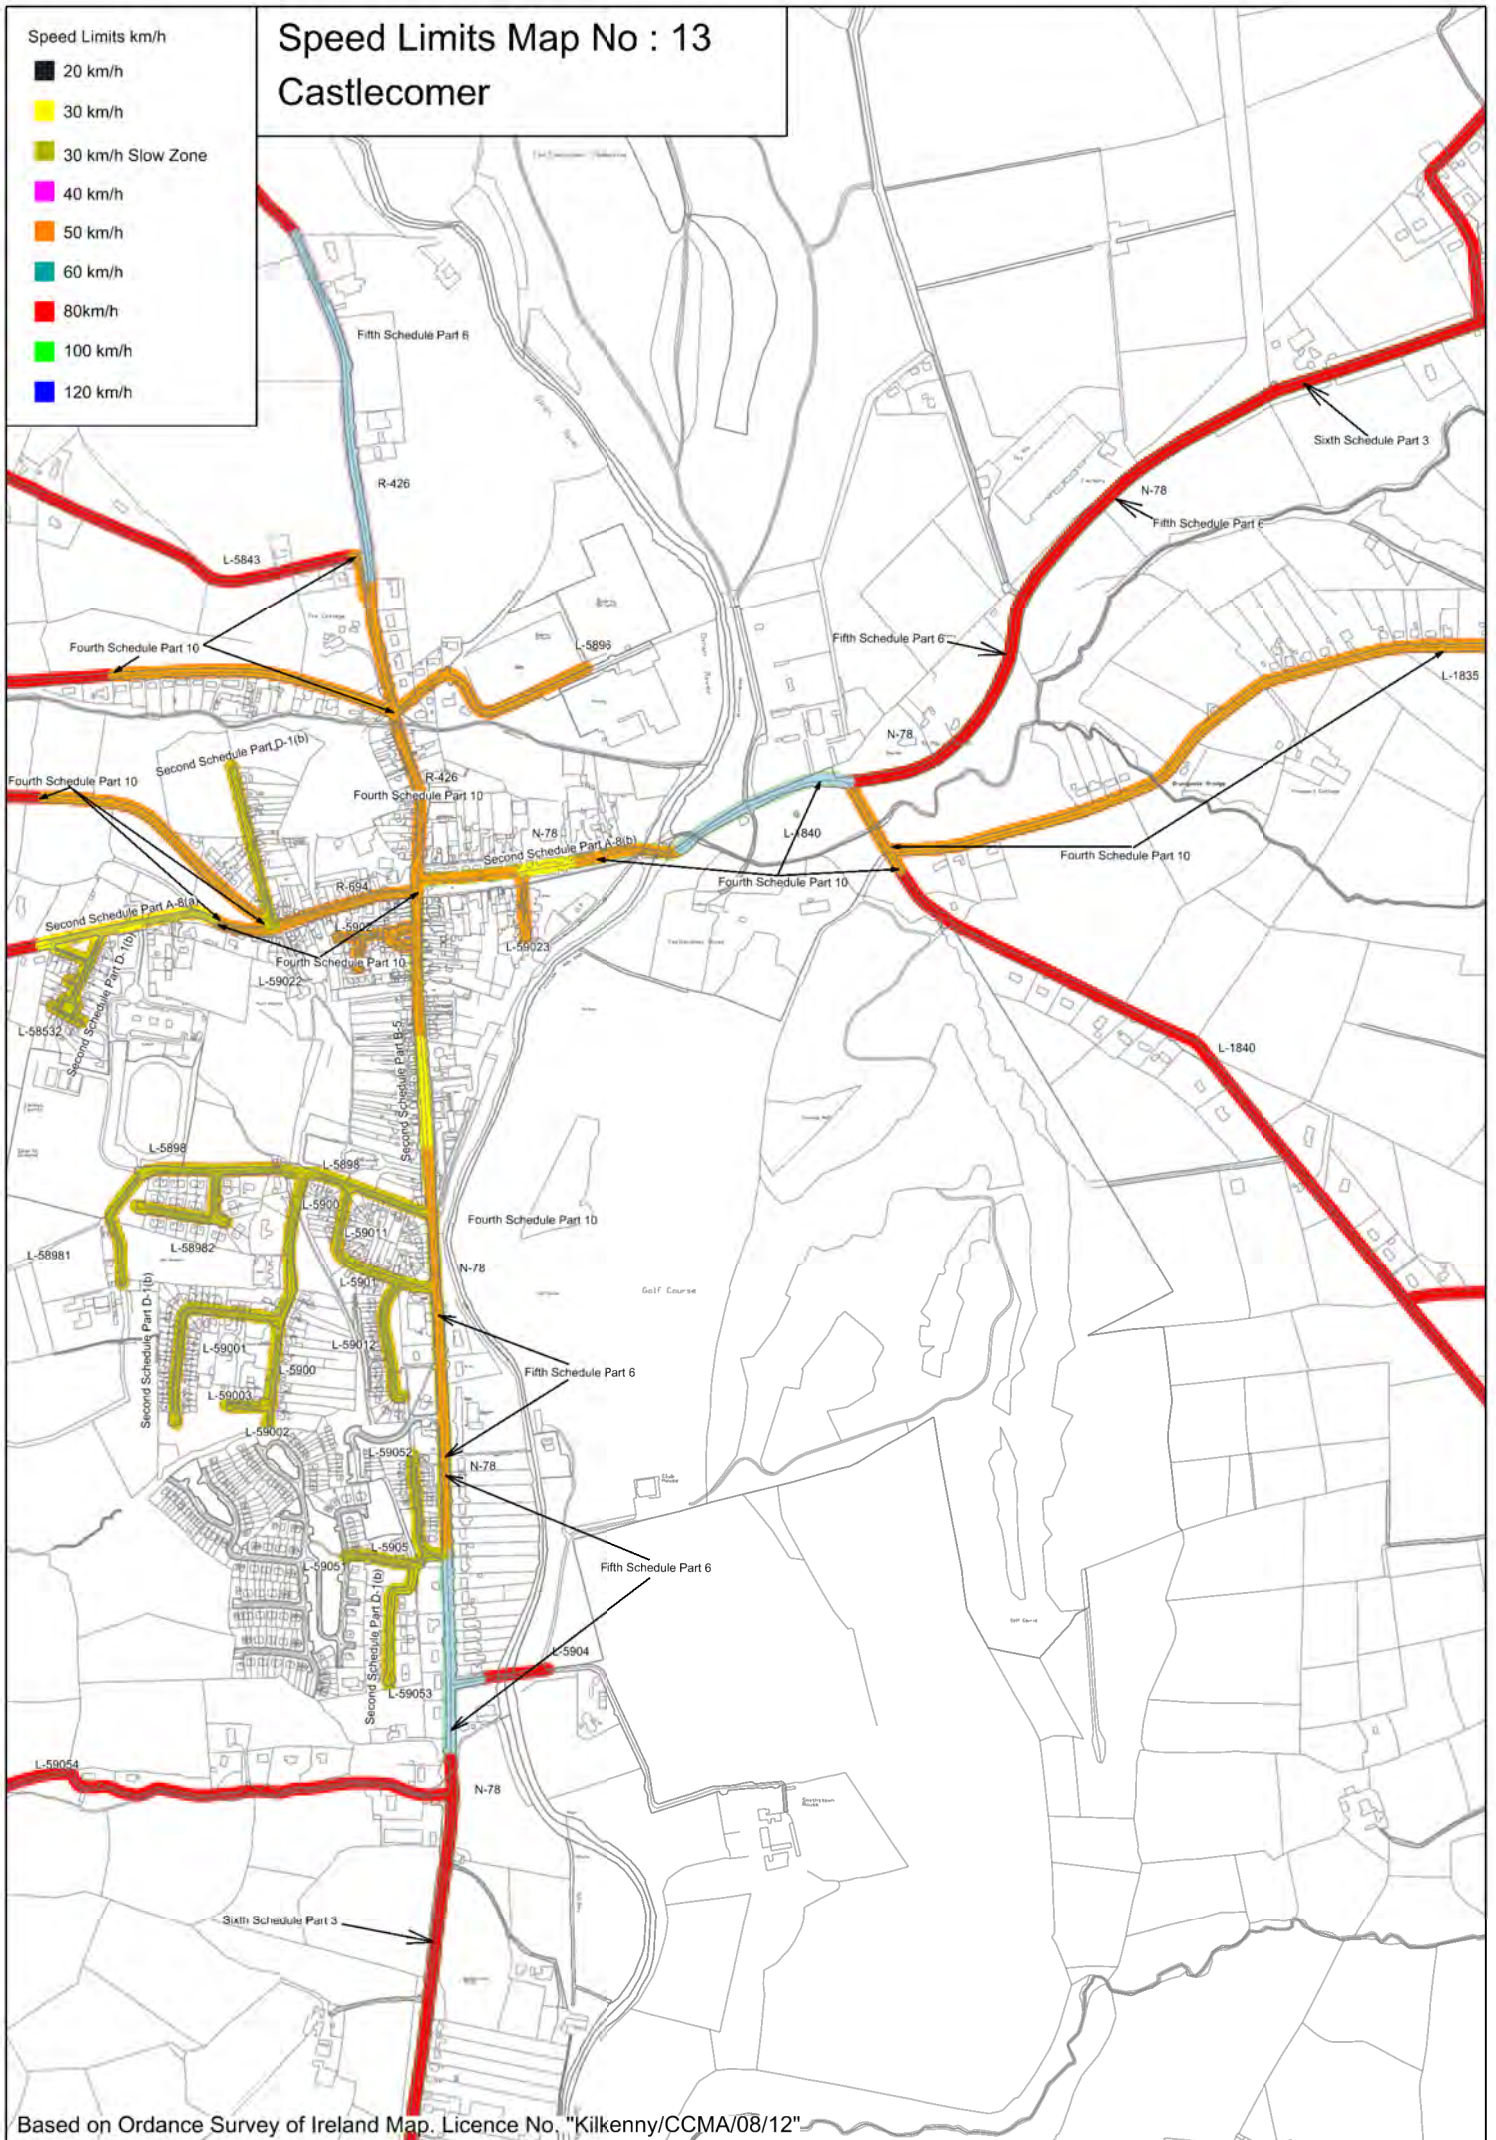 Speed Limits km/h
20 km/h
30 km/h
30 km/h Slow Zone
40 km/h
50 km/h
60 km/h
80km/h
100 km/h
120 km/h
Speed Limits Map No : 13
Castlecomer
Fifth Schedule Part 6
R-426
Sixth Schedule Part 3
N-78
Fifth Schedule Part 6
L-5843
Fourth Schedule Part 10
L-5896
Fifth Schedule Part 6
L-1835
N-78
Second Schedule Part D-1(b)
Fourth Schedule Part 10
R-426
Fourth Schedule Part 10
N-78
Second Schedule Part A-8(b)
L-1840
Fourth Schedule Part 10
Fourth Schedule Part 10
R-694
Second Schedule Part A-8(a)
L-5902
L-59023
Fourth Schedule Part 10
L-59022
Second Schedule Part D-1(b)
L-58532
Second Schedule Part B-5
L-1840
L-5898
L-5898
L-5900
L-59011
Fourth Schedule Part 10
L-58982
L-58981
N-78
L-5901
Golf Course
Second Schedule Part D-1(b)
L-59001
L-59012
L-5900
Fifth Schedule Part 6
L-59003
L-59002
L-59052
N-78
Club
House
L-5905
L-59051
Fifth Schedule Part 6
Second Schedule Part D-1(b)
L-5904
L-59053
L-59054
N-78
Sixth Schedule Part 3
Based on Ordance Survey of Ireland Map. Licence No. "Kilkenny/CCMA/08/12"